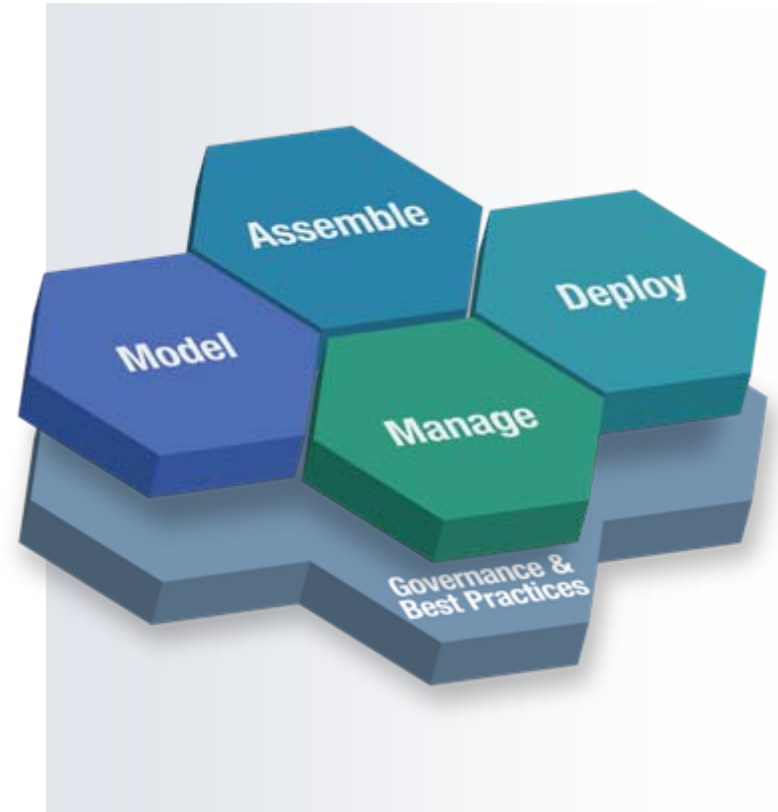 Assemble
Deploy
Model
Manage
Governance &
Best Practices